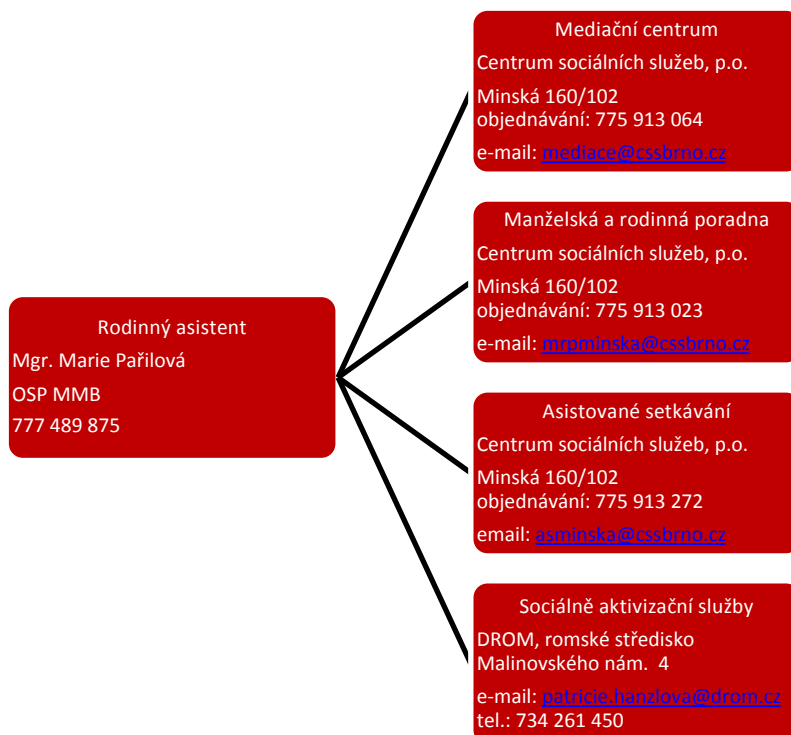 Rodinný asistent
Mgr. Marie Pařilová
OSP MMB
777 489 875
Mediační centrum
Centrum sociálních služeb, p.o.
Minská 160/102
objednávání: 775 913 064
e-mail: mediace@cssbrno.cz
Manželská a rodinná poradna
Centrum sociálních služeb, p.o.
Minská 160/102
objednávání: 775 913 023
e-mail: mrpminska@cssbrno.cz
Asistované setkávání
Centrum sociálních služeb, p.o.
Minská 160/102
objednávání: 775 913 272
email: asminska@cssbrno.cz
Sociálně aktivizační služby
DROM, romské středisko
Malinovského nám. 4
e-mail: patricie.hanzlova@drom.cz
tel.: 734 261 450